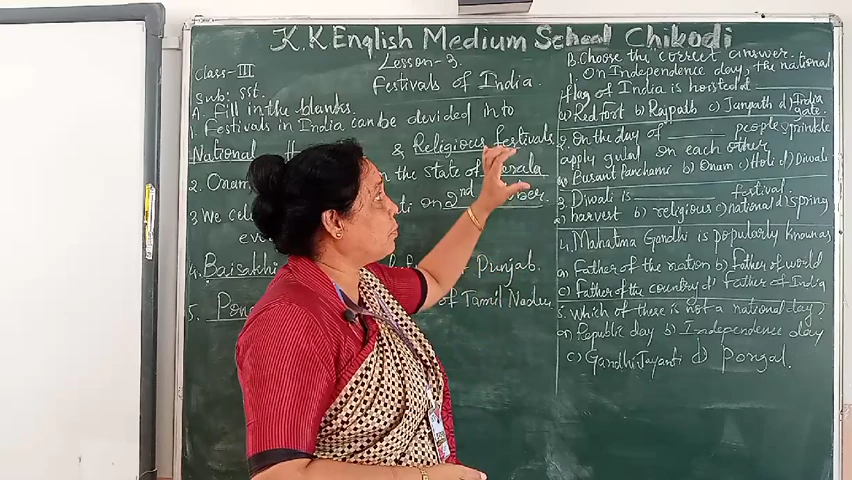 K.K English Medium School Chikodi
Lesson-3.
Class-III
Festivals of India
Sub: sst.
A. fill in the blanks.
1. Festivals in India can be devided into
National & Religious festivals
2. Onam in the state of Kerala
3 We cel ti on 2nd ber.
eve
4. Baisakhi Punjab.
5. Pon of Tamil Nadu
B. Choose the correct answer.
1. On Independence day, the national
flag of India is hoisted at
a) Red fort b) Rajpath c) Janpath d) India gate.
2. On the day of people sprinkle
apply gulal on each other
a) Busant Panchami b) Onam c) Holi d) Diwali
3. Diwali is festival.
a) harvest b) religious c) national d) spring
4. Mahatma Gandhi is popularly known as
a) Father of the nation b) father of world
c) father of the country d) father of India
5. Which of these is not a national day?
a) Republic day b) Independence day
c) Gandhi Jayanti d) Pongal.